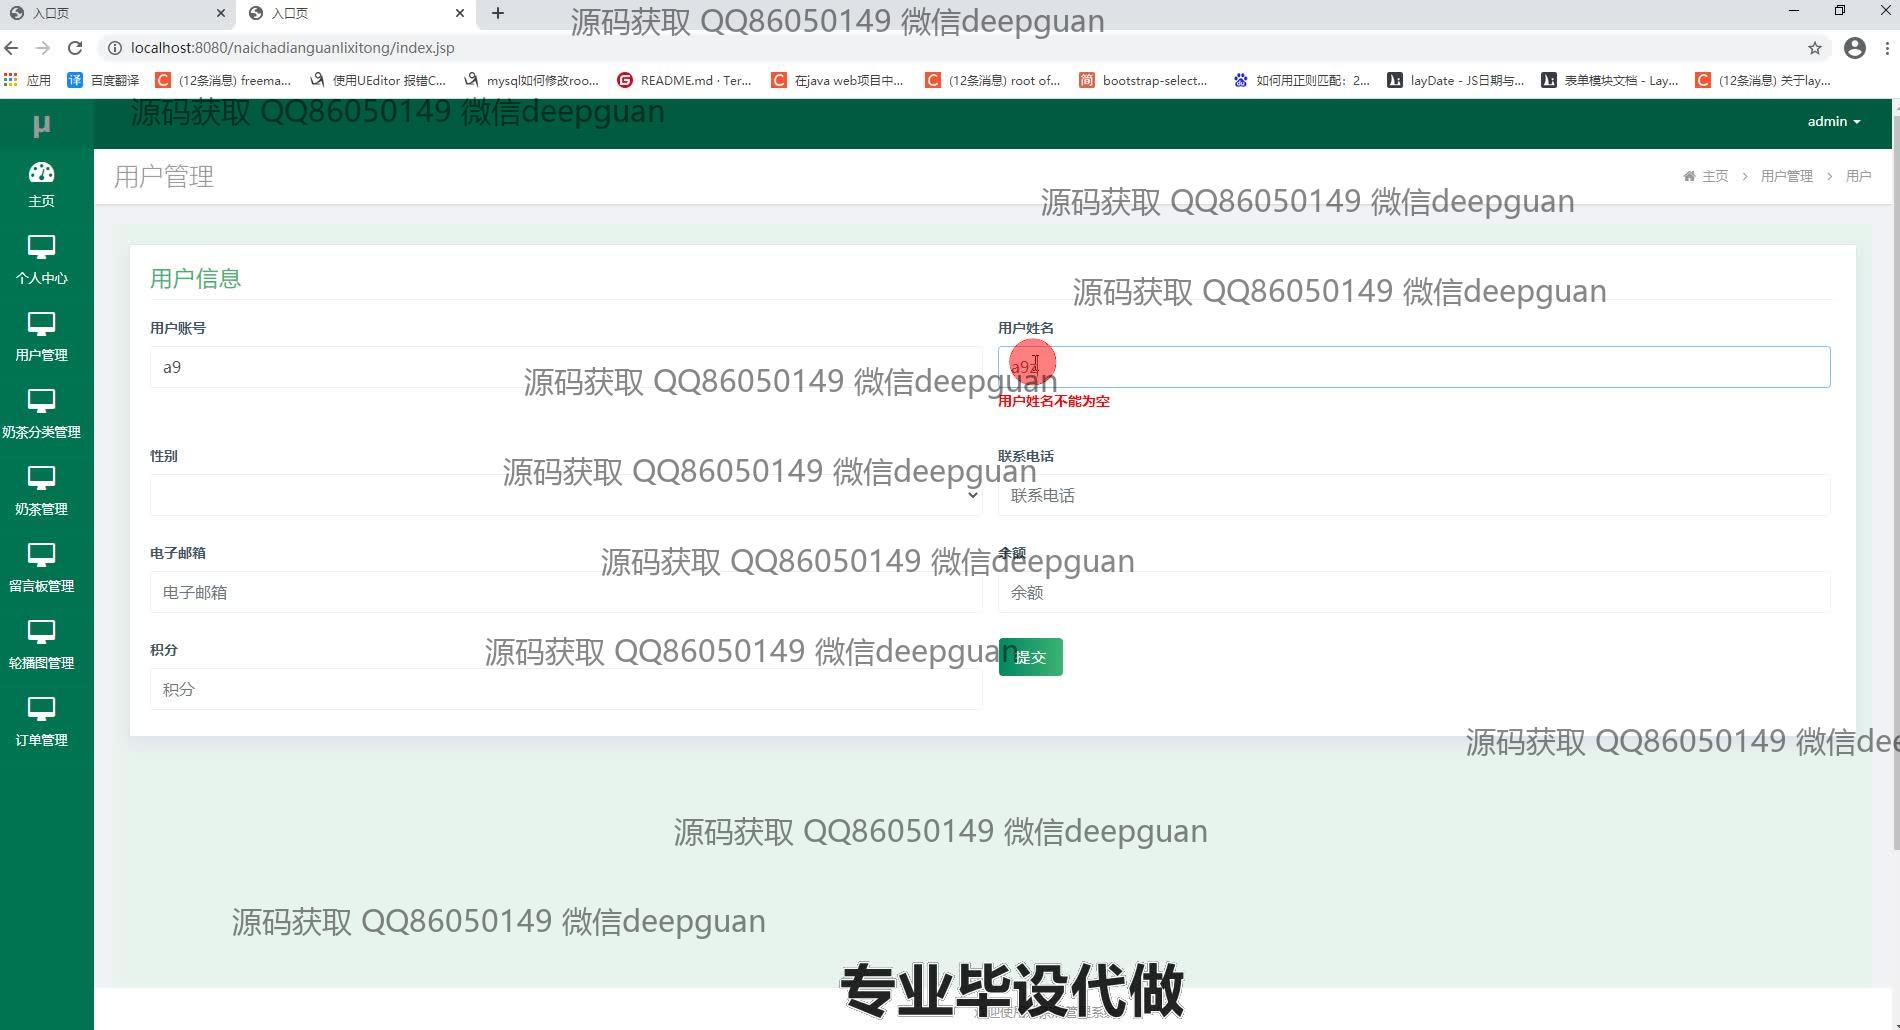 入口页
入口页
源码获取 QQ86050149 微信deepguan
localhost:8080/naichadianguanlixitong/index.jsp
应用
百度翻译
(12条消息) freema...
使用UEditor 报错C...
mysql如何修改roo...
README.md · Ter...
在java web项目中...
(12条消息) root of...
bootstrap-select...
如何用正则匹配：2...
layDate - JS日期与...
表单模块文档 - Lay...
(12条消息) 关于lay...
源码获取 QQ86050149 微信deepguan
μ
admin
主页
用户管理
主页 > 用户管理 > 用户
源码获取 QQ86050149 微信deepguan
个人中心
用户信息
源码获取 QQ86050149 微信deepguan
用户账号
用户姓名
用户管理
a9
源码获取 QQ86050149 微信deepguan
用户姓名不能为空
奶茶分类管理
性别
联系电话
源码获取 QQ86050149 微信deepguan
联系电话
奶茶管理
电子邮箱
余额
源码获取 QQ86050149 微信deepguan
电子邮箱
余额
留言板管理
积分
源码获取 QQ86050149 微信deepguan
提交
轮播图管理
积分
订单管理
源码获取 QQ86050149 微信dee
源码获取 QQ86050149 微信deepguan
源码获取 QQ86050149 微信deepguan
专业毕设代做